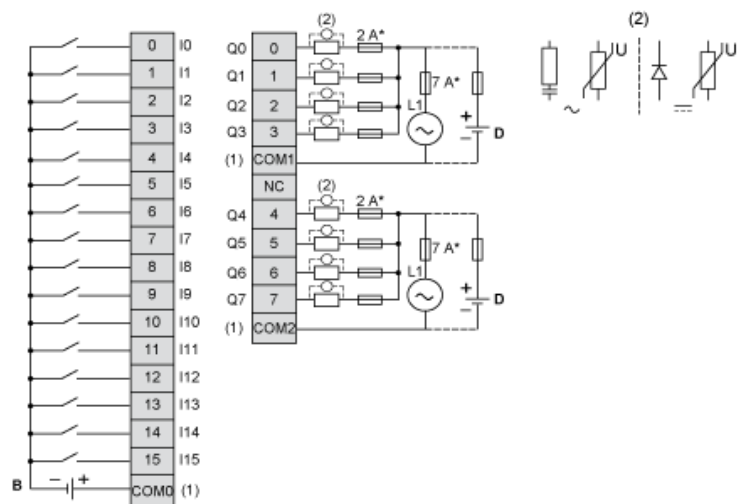 0 I0
1 I1
2 I2
3 I3
4 I4
5 I5
6 I6
7 I7
8 I8
9 I9
10 I10
11 I11
12 I12
13 I13
14 I14
15 I15
B - + COM0 (1)
(2)
Q0 0 2 A*
Q1 1
Q2 2
Q3 3
(1) COM1
7 A*
L1
+
-
D
NC
(2)
Q4 4 2 A*
Q5 5
Q6 6
Q7 7
(1) COM2
7 A*
L1
+
-
D
(2)
U
U
~